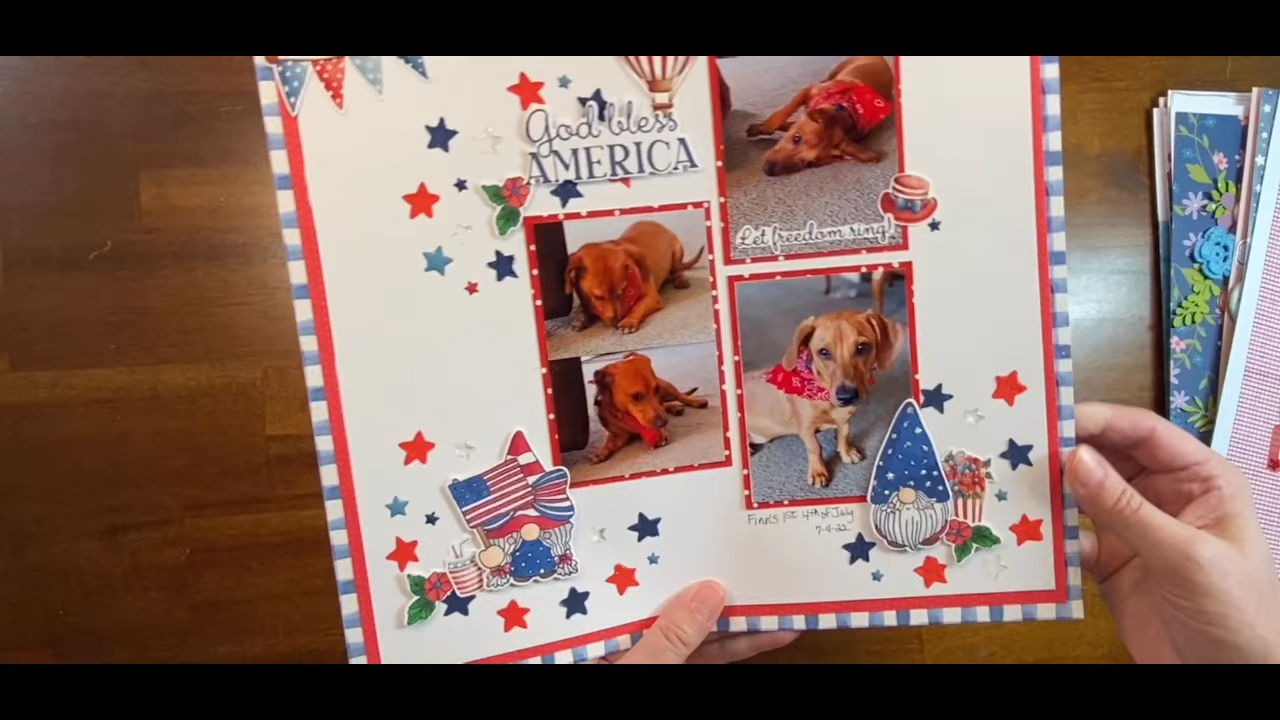 God bless
AMERICA
Let freedom ring!
Finn's 1st 4th of July
7-4-22